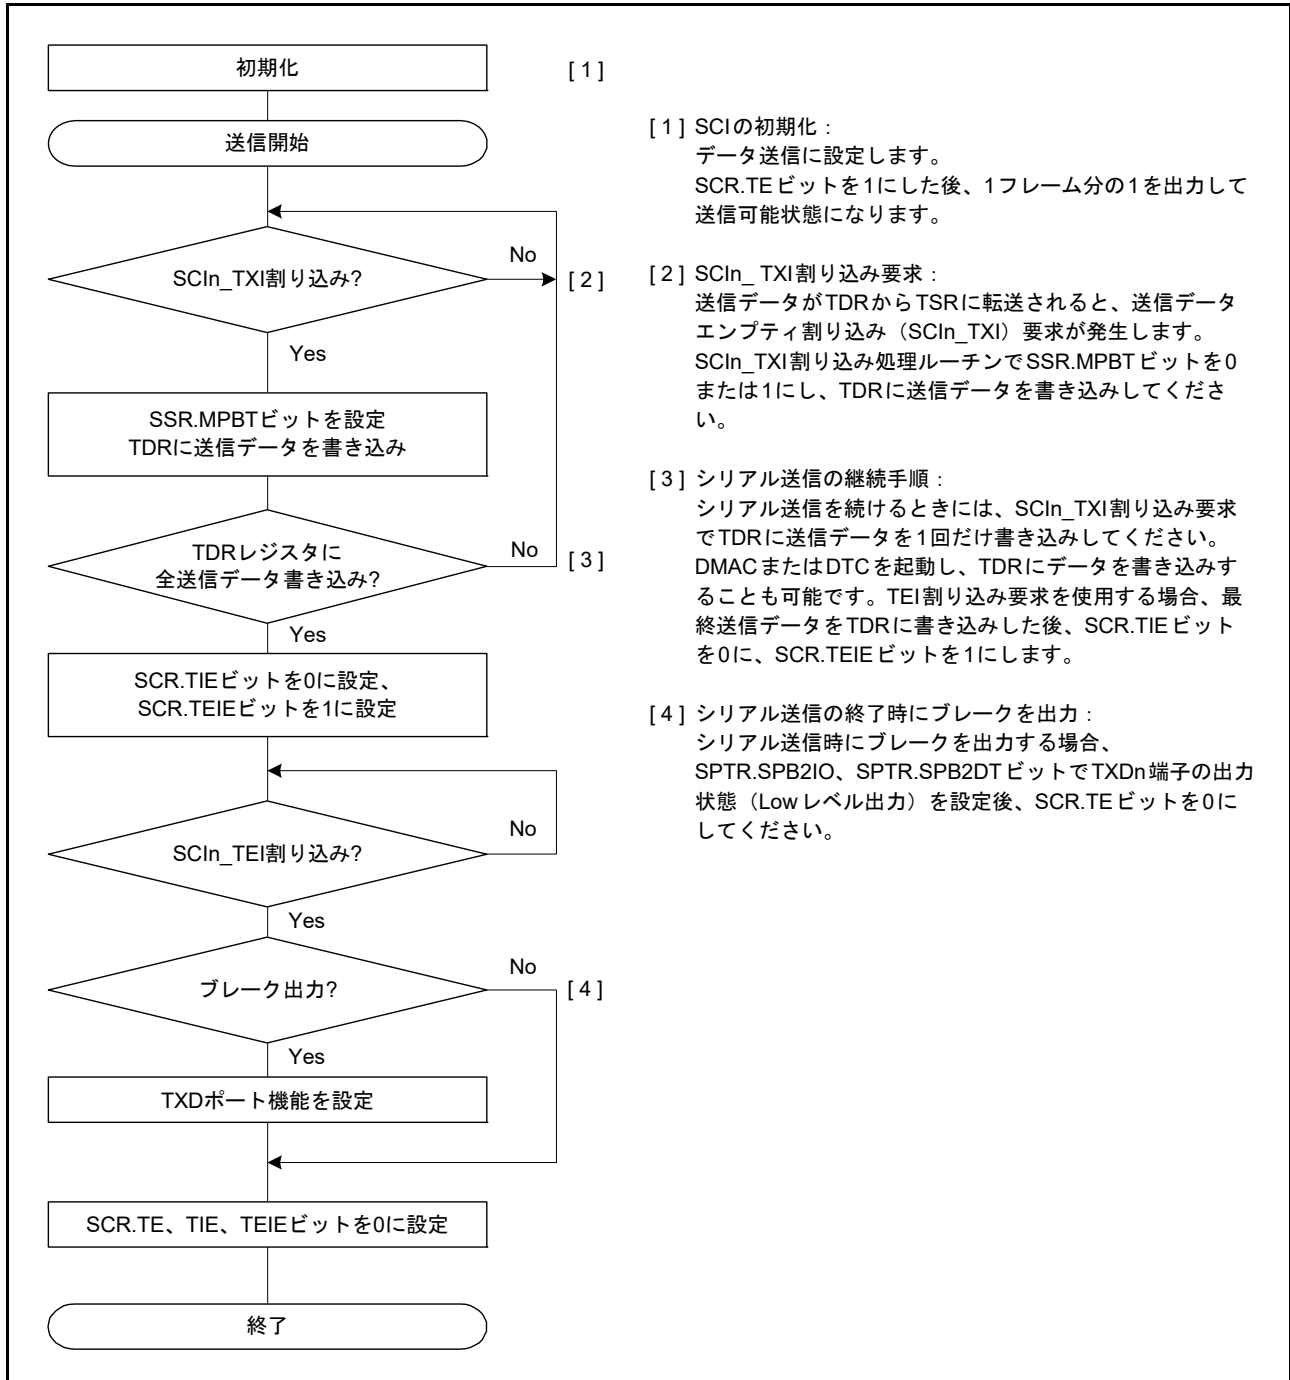 初期化
[ 1 ]
送信開始
SCIn_TXI割り込み?
No
[ 2 ]
Yes
SSR.MPBTビットを設定
TDRに送信データを書き込み
TDRレジスタに
全送信データ書き込み?
No
[ 3 ]
Yes
SCR.TIEビットを0に設定、
SCR.TEIEビットを1に設定
SCIn_TEI割り込み?
No
Yes
ブレーク出力?
No
[ 4 ]
Yes
TXDポート機能を設定
SCR.TE、TIE、TEIEビットを0に設定
終了
[ 1 ] SCIの初期化：
データ送信に設定します。
SCR.TEビットを1にした後、1フレーム分の1を出力して
送信可能状態になります。
[ 2 ] SCIn_ TXI割り込み要求：
送信データがTDRからTSRに転送されると、送信データ
エンプティ割り込み（SCIn_TXI）要求が発生します。
SCIn_TXI割り込み処理ルーチンでSSR.MPBTビットを0
または1にし、TDRに送信データを書き込みしてくださ
い。
[ 3 ] シリアル送信の継続手順：
シリアル送信を続けるときには、SCIn_TXI割り込み要求
でTDRに送信データを1回だけ書き込みしてください。
DMACまたはDTCを起動し、TDRにデータを書き込みす
ることも可能です。TEI割り込み要求を使用する場合、最
終送信データをTDRに書き込みした後、SCR.TIEビット
を0に、SCR.TEIEビットを1にします。
[ 4 ] シリアル送信の終了時にブレークを出力：
シリアル送信時にブレークを出力する場合、
SPTR.SPB2IO、SPTR.SPB2DTビットでTXDn端子の出力
状態（Lowレベル出力）を設定後、SCR.TEビットを0に
してください。